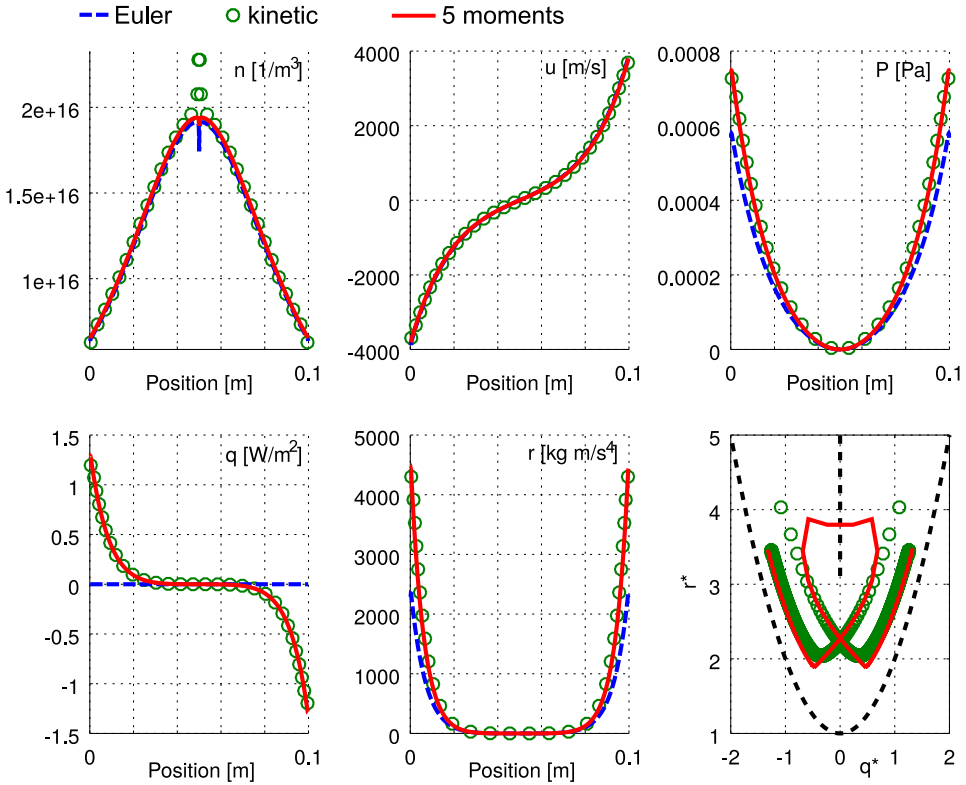 Euler kinetic 5 moments
n [1/m³]
2e+16
1.5e+16
1e+16
0 0.1
Position [m]
u [m/s]
4000
2000
0
-2000
-4000
0 0.1
Position [m]
P [Pa]
0.0008
0.0006
0.0004
0.0002
0
0 0.1
Position [m]
q [W/m²]
1.5
1
0.5
0
-0.5
-1
-1.5
0 0.1
Position [m]
r [kg m/s⁴]
5000
4000
3000
2000
1000
0
0 0.1
Position [m]
r*
5
4
3
2
1
-2 -1 0 1 2
q*